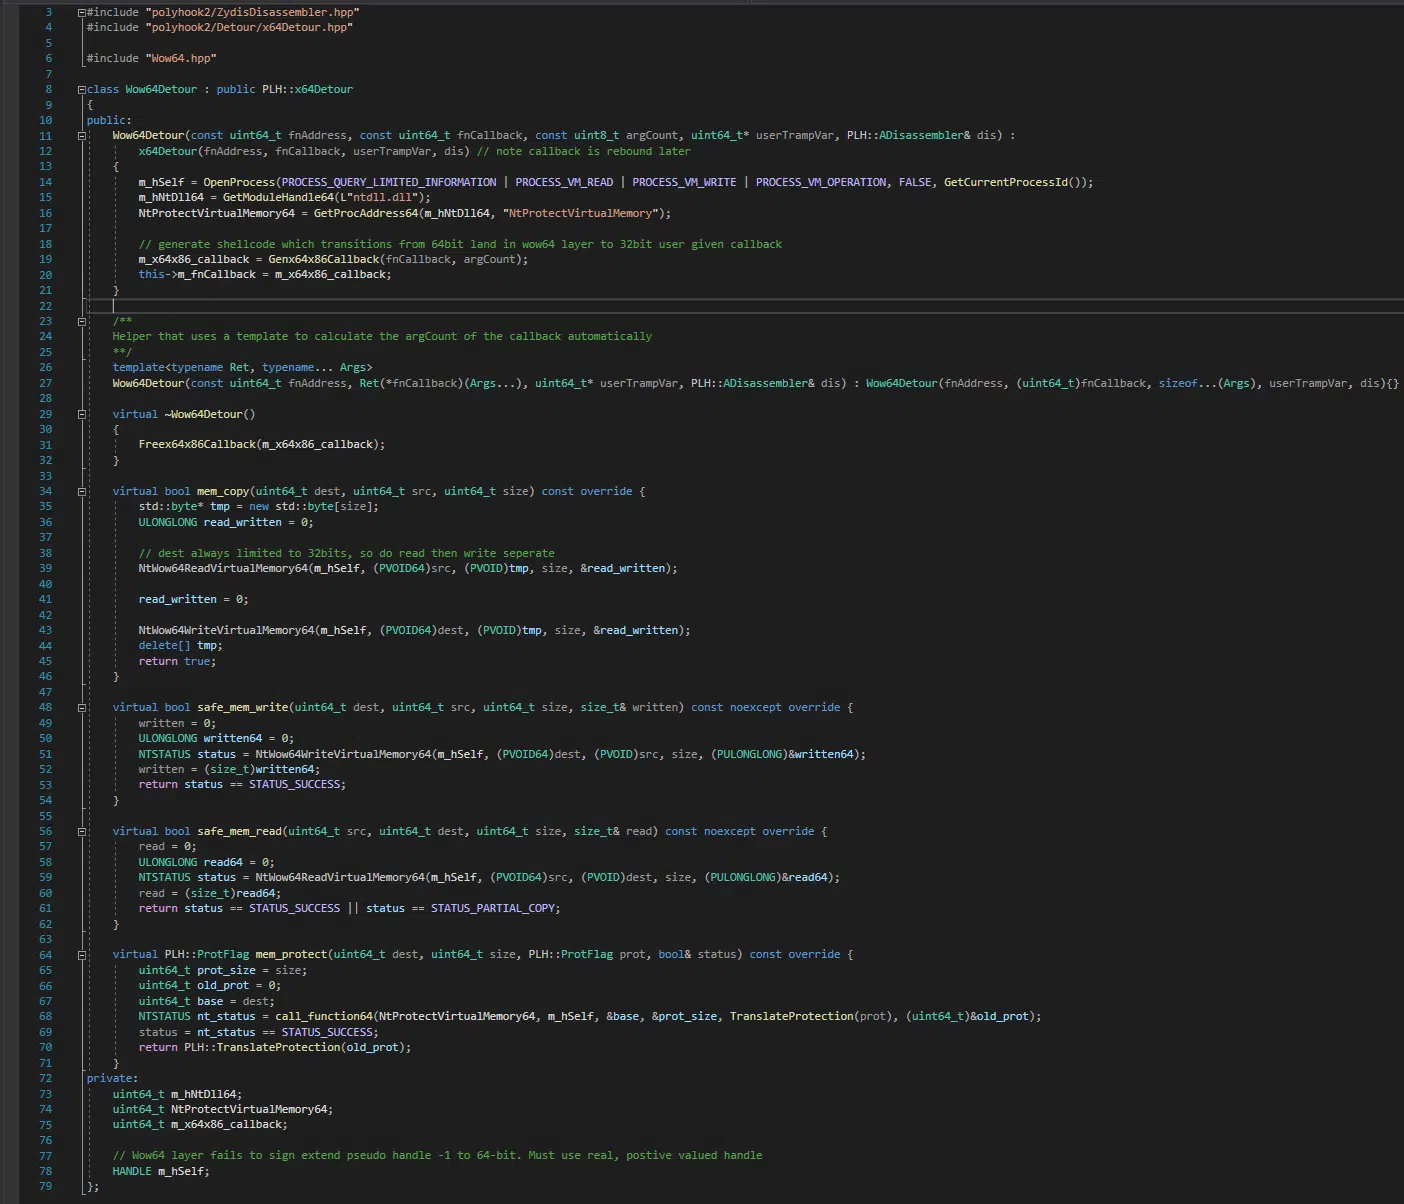 3 #include "polyhook2/ZydisDisassembler.hpp"
4 #include "polyhook2/Detour/x64Detour.hpp"
5
6 #include "Wow64.hpp"
7
8 class Wow64Detour : public PLH::x64Detour
9 {
10 public:
11 Wow64Detour(const uint64_t fnAddress, const uint64_t fnCallback, const uint8_t argCount, uint64_t* userTrampVar, PLH::ADisassembler& dis) :
12 x64Detour(fnAddress, fnCallback, userTrampVar, dis) // note callback is rebound later
13 {
14 m_hSelf = OpenProcess(PROCESS_QUERY_LIMITED_INFORMATION | PROCESS_VM_READ | PROCESS_VM_WRITE | PROCESS_VM_OPERATION, FALSE, GetCurrentProcessId());
15 m_hNtDll64 = GetModuleHandle64(L"ntdll.dll");
16 NtProtectVirtualMemory64 = GetProcAddress64(m_hNtDll64, "NtProtectVirtualMemory");
17
18 // generate shellcode which transitions from 64bit land in wow64 layer to 32bit user given callback
19 m_x64x86_callback = Genx64x86Callback(fnCallback, argCount);
20 this->m_fnCallback = m_x64x86_callback;
21 }
22
23 /**
24 Helper that uses a template to calculate the argCount of the callback automatically
25 **/
26 template<typename Ret, typename... Args>
27 Wow64Detour(const uint64_t fnAddress, Ret(*fnCallback)(Args...), uint64_t* userTrampVar, PLH::ADisassembler& dis) : Wow64Detour(fnAddress, (uint64_t)fnCallback, sizeof...(Args), userTrampVar, dis){}
28
29 virtual ~Wow64Detour()
30 {
31 Freex64x86Callback(m_x64x86_callback);
32 }
33
34 virtual bool mem_copy(uint64_t dest, uint64_t src, uint64_t size) const override {
35 std::byte* tmp = new std::byte[size];
36 ULONGLONG read_written = 0;
37
38 // dest always limited to 32bits, so do read then write seperate
39 NtWow64ReadVirtualMemory64(m_hSelf, (PVOID64)src, (PVOID)tmp, size, &read_written);
40
41 read_written = 0;
42
43 NtWow64WriteVirtualMemory64(m_hSelf, (PVOID64)dest, (PVOID)tmp, size, &read_written);
44 delete[] tmp;
45 return true;
46 }
47
48 virtual bool safe_mem_write(uint64_t dest, uint64_t src, uint64_t size, size_t& written) const noexcept override {
49 written = 0;
50 ULONGLONG written64 = 0;
51 NTSTATUS status = NtWow64WriteVirtualMemory64(m_hSelf, (PVOID64)dest, (PVOID)src, size, (PULONGLONG)&written64);
52 written = (size_t)written64;
53 return status == STATUS_SUCCESS;
54 }
55
56 virtual bool safe_mem_read(uint64_t src, uint64_t dest, uint64_t size, size_t& read) const noexcept override {
57 read = 0;
58 ULONGLONG read64 = 0;
59 NTSTATUS status = NtWow64ReadVirtualMemory64(m_hSelf, (PVOID64)src, (PVOID)dest, size, (PULONGLONG)&read64);
60 read = (size_t)read64;
61 return status == STATUS_SUCCESS || status == STATUS_PARTIAL_COPY;
62 }
63
64 virtual PLH::ProtFlag mem_protect(uint64_t dest, uint64_t size, PLH::ProtFlag prot, bool& status) const override {
65 uint64_t prot_size = size;
66 uint64_t old_prot = 0;
67 uint64_t base = dest;
68 NTSTATUS nt_status = call_function64(NtProtectVirtualMemory64, m_hSelf, &base, &prot_size, TranslateProtection(prot), (uint64_t)&old_prot);
69 status = nt_status == STATUS_SUCCESS;
70 return PLH::TranslateProtection(old_prot);
71 }
72 private:
73 uint64_t m_hNtDll64;
74 uint64_t NtProtectVirtualMemory64;
75 uint64_t m_x64x86_callback;
76
77 // Wow64 layer fails to sign extend pseudo handle -1 to 64-bit. Must use real, postive valued handle
78 HANDLE m_hSelf;
79 };